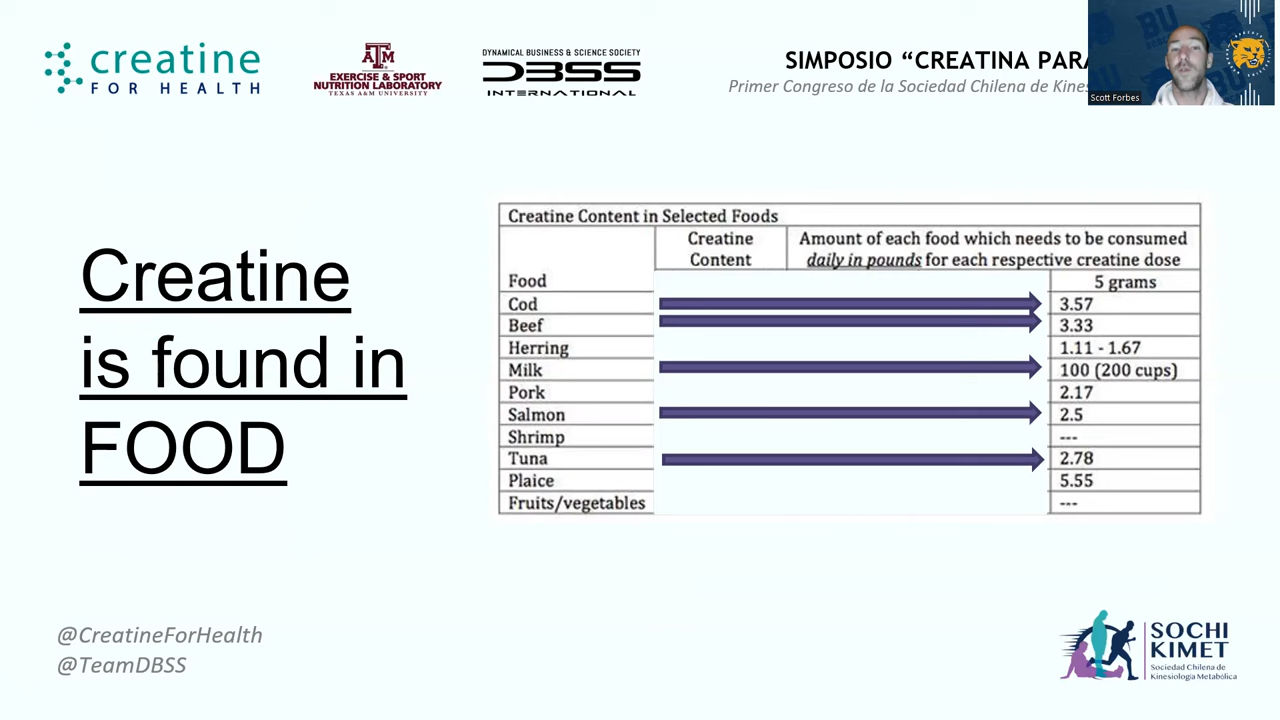 creatine
FOR HEALTH
ĀTM
EXERCISE & SPORT
NUTRITION LABORATORY
TEXAS A&M UNIVERSITY
DYNAMICAL BUSINESS & SCIENCE SOCIETY
DBSS
INTERNATIONAL
SIMPOSIO “CREATINA PARA
Primer Congreso de la Sociedad Chilena de Kines
BU
BU
Scott Forbes
Creatine
is found in
FOOD
Creatine Content in Selected Foods
Creatine Content
Amount of each food which needs to be consumed
daily in pounds for each respective creatine dose
Food 5 grams
Cod 3.57
Beef 3.33
Herring 1.11 - 1.67
Milk 100 (200 cups)
Pork 2.17
Salmon 2.5
Shrimp ---
Tuna 2.78
Plaice 5.55
Fruits/vegetables ---
@CreatineForHealth
@TeamDBSS
SOCHI
KIMET
Sociedad Chilena de
Kinesiología Metabólica